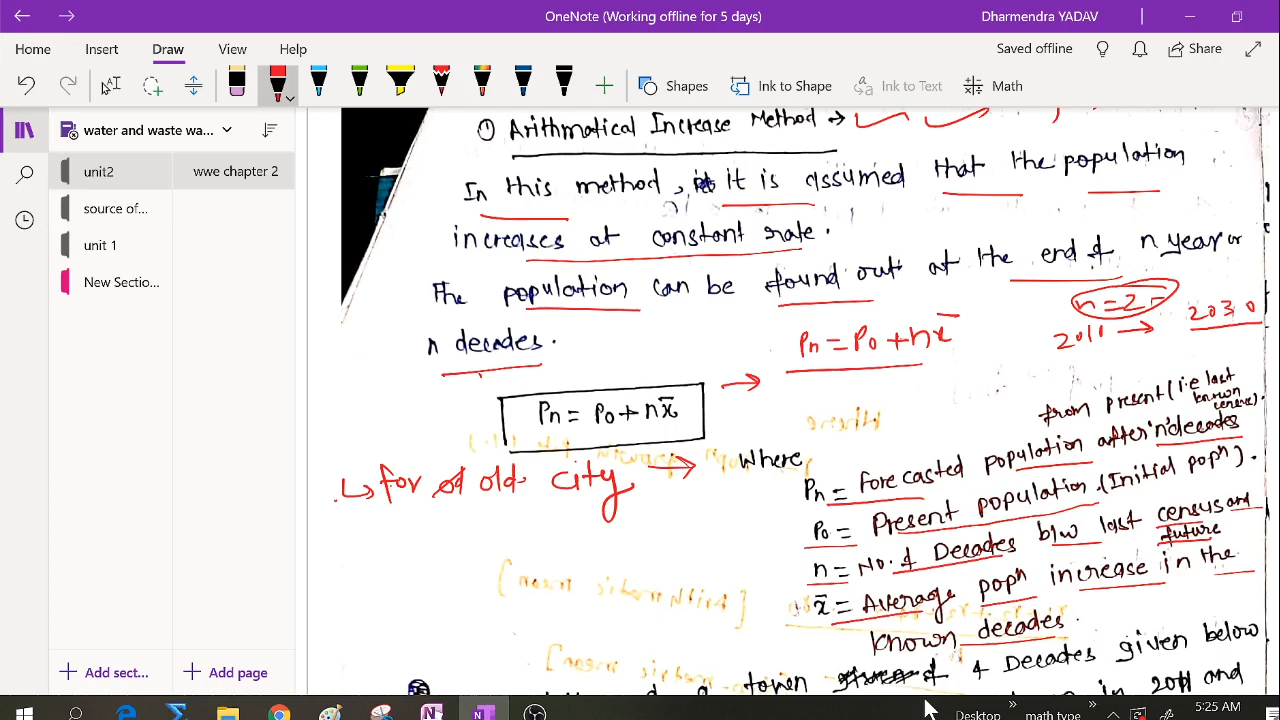 OneNote (Working offline for 5 days)
Dharmendra YADAV
Home Insert Draw View Help
Saved offline
Share
Shapes
Ink to Shape
Ink to Text
Math
water and waste wa...
unit2
wwe chapter 2
source of...
unit 1
New Sectio...
① Arithmatical Increase Method →
In this method, it is assumed that the population
increases at constant rate.
The population can be found out at the end of n year or
n decades.
n=2
2011 → 2030
Pn = P0 + nx̄ → Pn = P0 + nx̄
↳ for old city → Where
from present (i.e last
known
census).
Pn = forecasted population after 'n' decades
P0 = Present population. (Initial popn).
n = No. of Decades b/w last census and
future
x̄ = Average popn increase in the
known decades.
of Decades given below
town
in 2011 and
Add sect...
Add page
Desktop
math type
5:25 AM